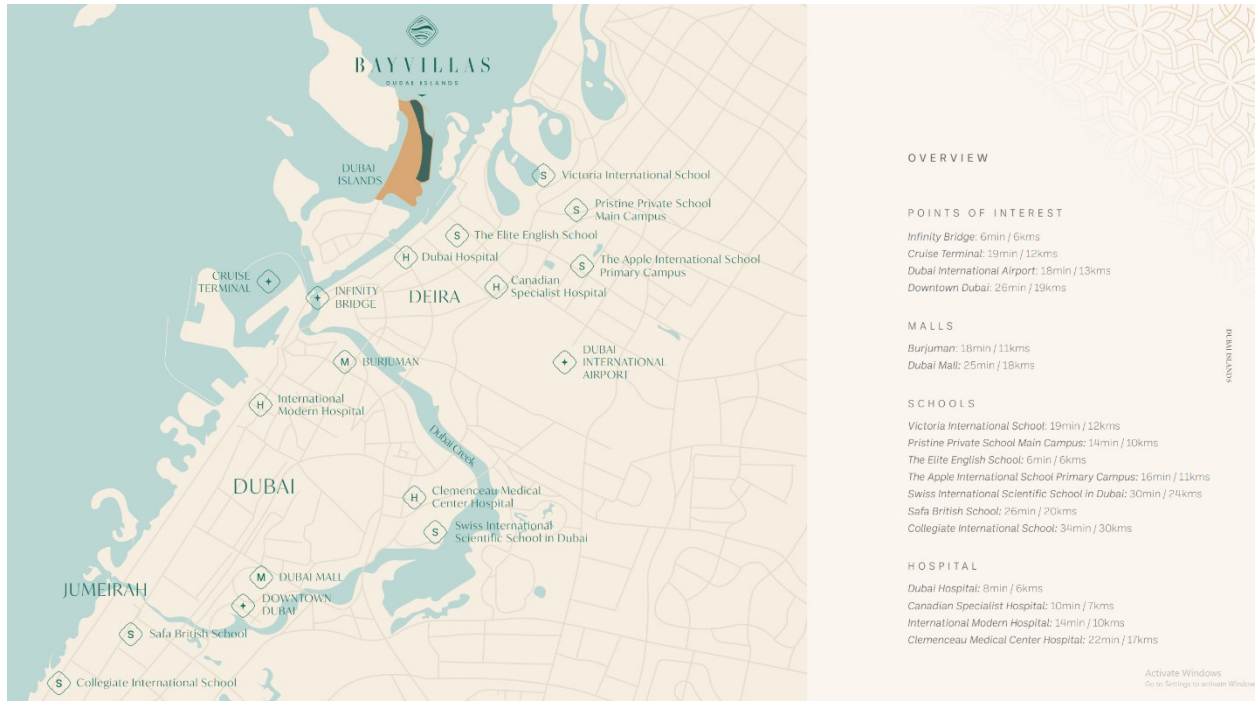 BAYVILLAS
DUBAI ISLANDS
DUBAI
ISLANDS
S Victoria International School
S Pristine Private School
Main Campus
S The Elite English School
H Dubai Hospital
S The Apple International School
Primary Campus
H Canadian
Specialist Hospital
CRUISE
TERMINAL
INFINITY
BRIDGE
DEIRA
M BURJUMAN
DUBAI
INTERNATIONAL
AIRPORT
H International
Modern Hospital
Dubai Creek
DUBAI
H Clemenceau Medical
Center Hospital
S Swiss International
Scientific School in Dubai
M DUBAI MALL
JUMEIRAH
DOWNTOWN
DUBAI
S Safa British School
S Collegiate International School
OVERVIEW
POINTS OF INTEREST
Infinity Bridge: 6min / 6kms
Cruise Terminal: 19min / 12kms
Dubai International Airport: 18min / 13kms
Downtown Dubai: 26min / 19kms
MALLS
Burjuman: 18min / 11kms
Dubai Mall: 25min / 18kms
SCHOOLS
Victoria International School: 19min / 12kms
Pristine Private School Main Campus: 14min / 10kms
The Elite English School: 6min / 6kms
The Apple International School Primary Campus: 16min / 11kms
Swiss International Scientific School in Dubai: 30min / 24kms
Safa British School: 26min / 20kms
Collegiate International School: 34min / 30kms
HOSPITAL
Dubai Hospital: 8min / 6kms
Canadian Specialist Hospital: 10min / 7kms
International Modern Hospital: 14min / 10kms
Clemenceau Medical Center Hospital: 22min / 17kms
DUBAI ISLANDS
Activate Windows
Go to Settings to activate Window